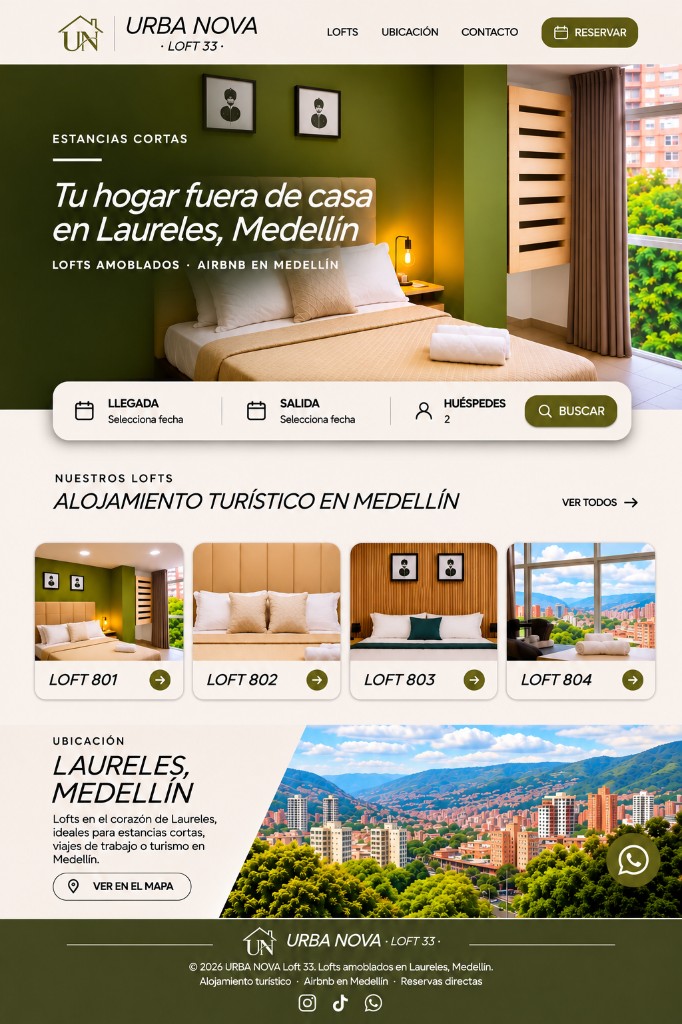 UN
URBA NOVA
· LOFT 33 ·
LOFTS
UBICACIÓN
CONTACTO
RESERVAR
ESTANCIAS CORTAS
Tu hogar fuera de casa
en Laureles, Medellín
LOFTS AMOBLADOS · AIRBNB EN MEDELLÍN
LLEGADA
Selecciona fecha
SALIDA
Selecciona fecha
HUÉSPEDES
2
BUSCAR
NUESTROS LOFTS
ALOJAMIENTO TURÍSTICO EN MEDELLÍN
VER TODOS
LOFT 801
LOFT 802
LOFT 803
LOFT 804
UBICACIÓN
LAURELES,
MEDELLÍN
Lofts en el corazón de Laureles,
ideales para estancias cortas,
viajes de trabajo o turismo en
Medellín.
VER EN EL MAPA
UN
URBA NOVA · LOFT 33 ·
© 2026 URBA NOVA Loft 33. Lofts amoblados en Laureles, Medellín.
Alojamiento turístico · Airbnb en Medellín · Reservas directas